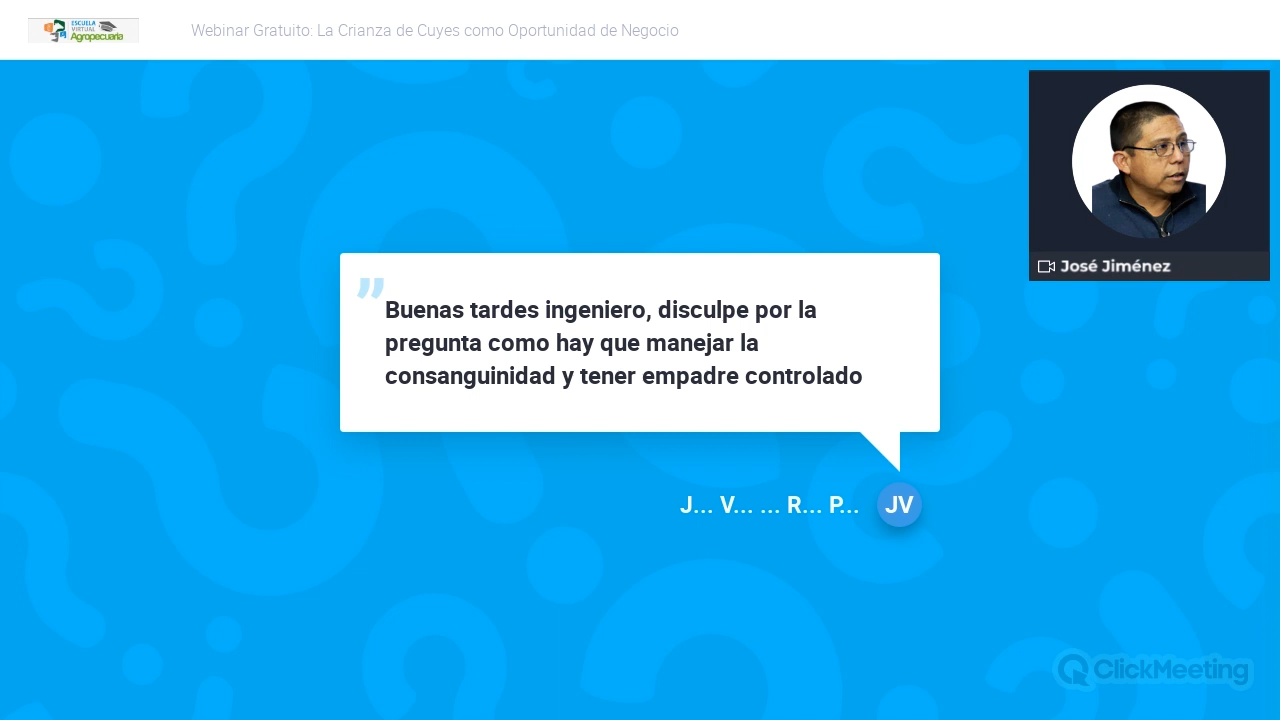 ESCUELA
VIRTUAL
Agropecuaria
Webinar Gratuito: La Crianza de Cuyes como Oportunidad de Negocio
José Jiménez
”
Buenas tardes ingeniero, disculpe por la
pregunta como hay que manejar la
consanguinidad y tener empadre controlado
J... V... ... R... P...
JV
ClickMeeting